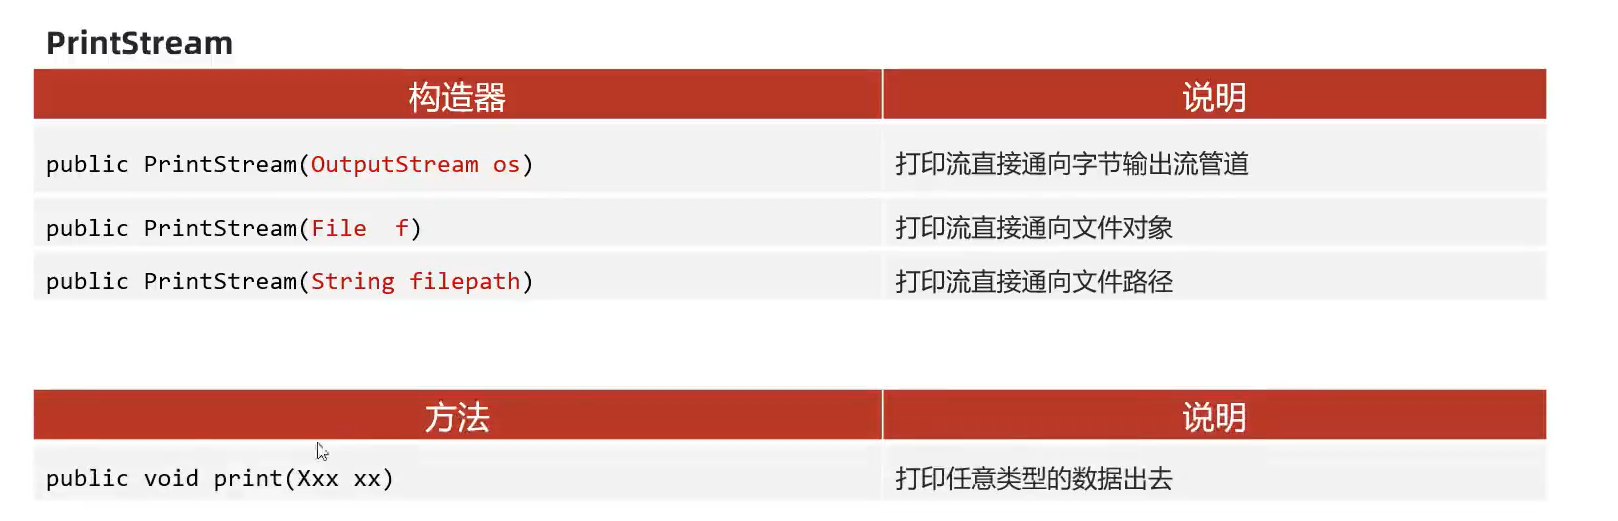 PrintStream
构造器 说明
public PrintStream(OutputStream os) 打印流直接通向字节输出流管道
public PrintStream(File  f) 打印流直接通向文件对象
public PrintStream(String filepath) 打印流直接通向文件路径
方法 说明
public void print(Xxx xx) 打印任意类型的数据出去